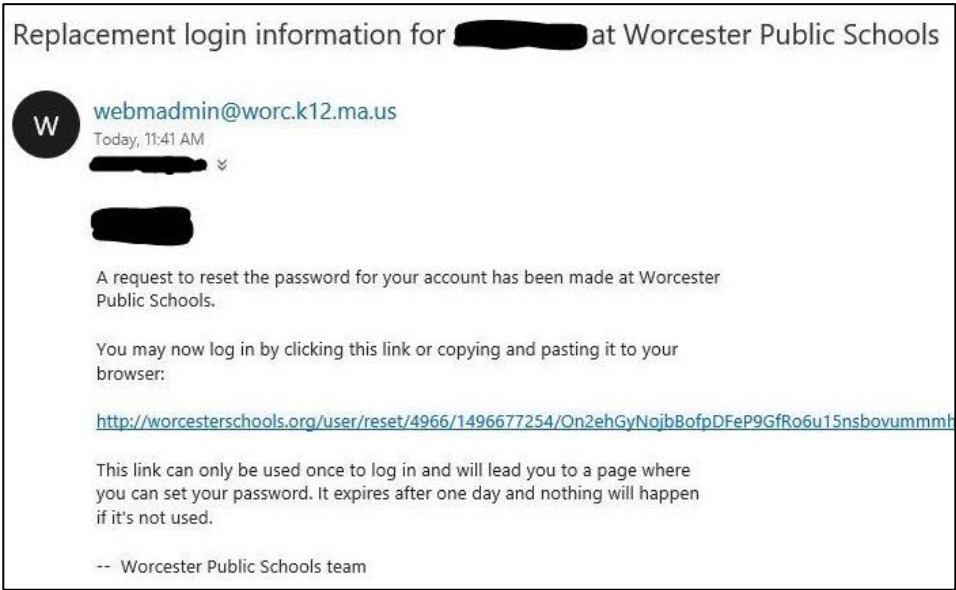 Replacement login information for at Worcester Public Schools
W
webmadmin@worc.k12.ma.us
Today, 11:41 AM
A request to reset the password for your account has been made at Worcester
Public Schools.
You may now log in by clicking this link or copying and pasting it to your
browser:
http://worcesterschools.org/user/reset/4966/1496677254/On2ehGyNojbBofpDFeP9GfRo6u15nsbovummmh
This link can only be used once to log in and will lead you to a page where
you can set your password. It expires after one day and nothing will happen
if it's not used.
-- Worcester Public Schools team